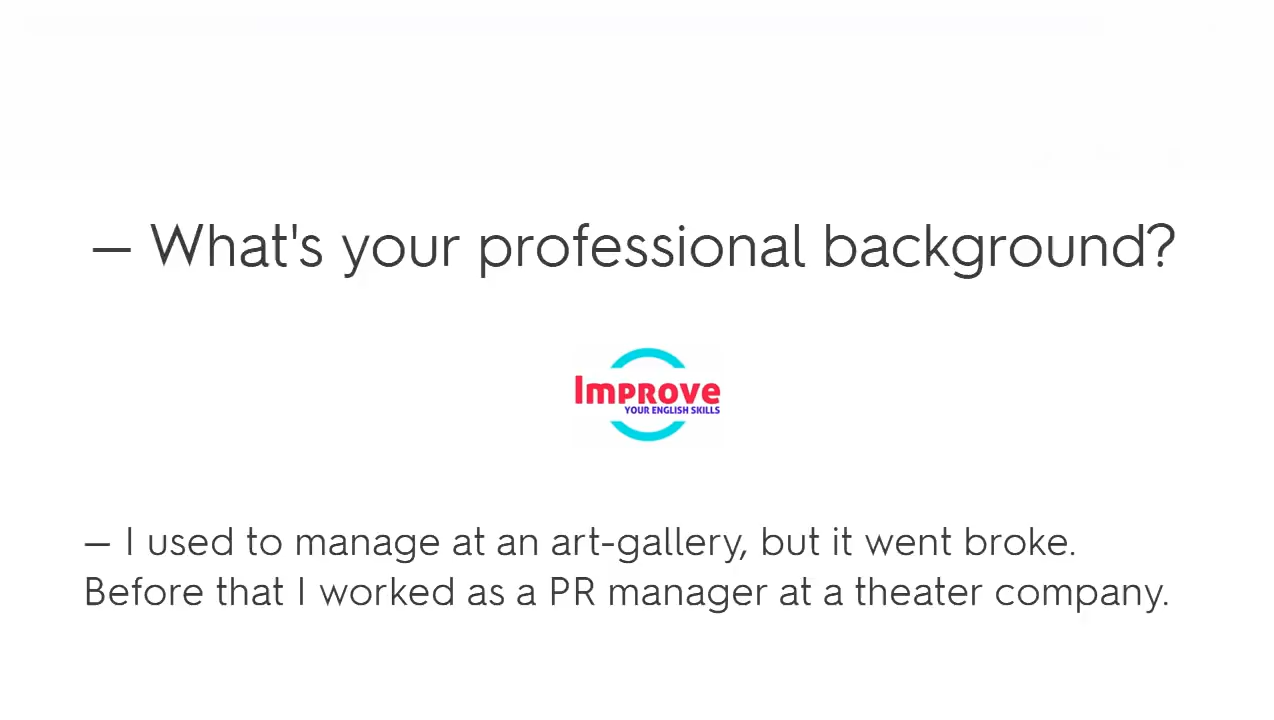 — What's your professional background?
Improve
YOUR ENGLISH SKILLS
— I used to manage at an art-gallery, but it went broke.
Before that I worked as a PR manager at a theater company.